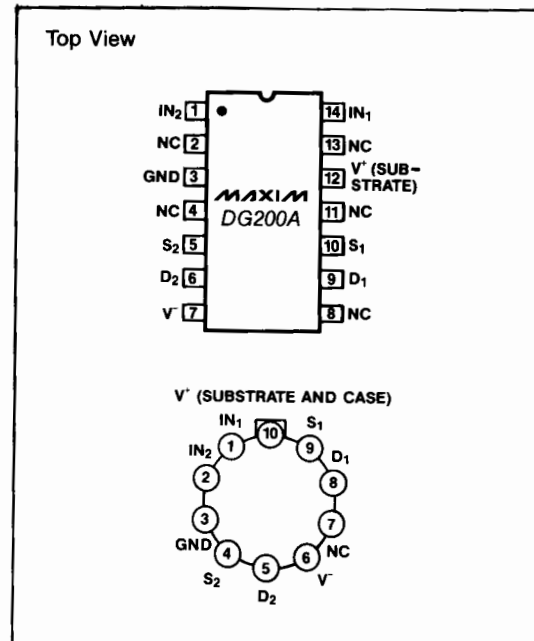 Top View
IN₂ 1 14 IN₁
NC 2 13 NC
GND 3 12 V⁺ (SUB-
STRATE)
MAXIM
DG200A
NC 4 11 NC
S₂ 5 10 S₁
D₂ 6 9 D₁
V⁻ 7 8 NC
V⁺ (SUBSTRATE AND CASE)
IN₁ 10 S₁
1 9
IN₂ D₁
2 8
3 7
GND NC
4 6
S₂ 5 V⁻
D₂